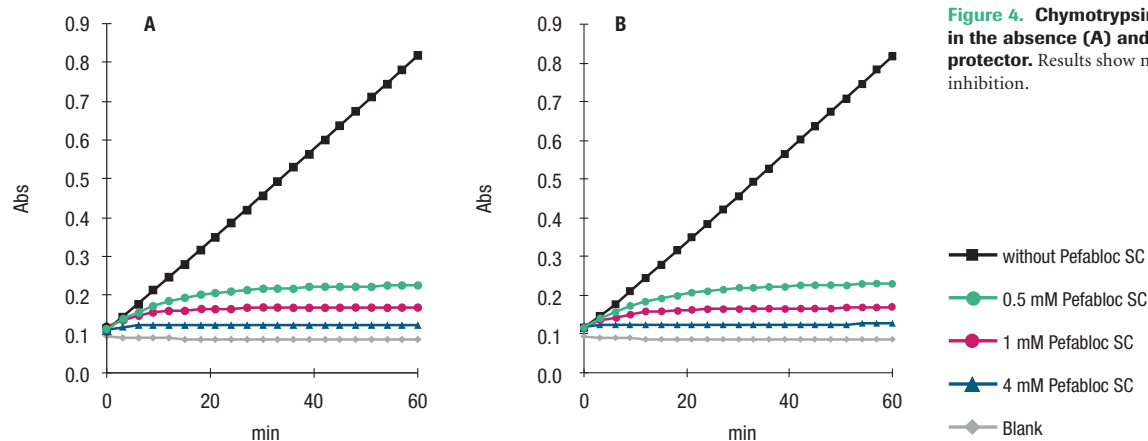 A
0.9
0.8
0.7
0.6
0.5
0.4
0.3
0.2
0.1
0.0
Abs
0 20 40 60
min
B
0.9
0.8
0.7
0.6
0.5
0.4
0.3
0.2
0.1
0.0
Abs
0 20 40 60
min
Figure 4. Chymotrypsin
in the absence (A) and
protector. Results show
inhibition.
without Pefabloc SC
0.5 mM Pefabloc SC
1 mM Pefabloc SC
4 mM Pefabloc SC
Blank